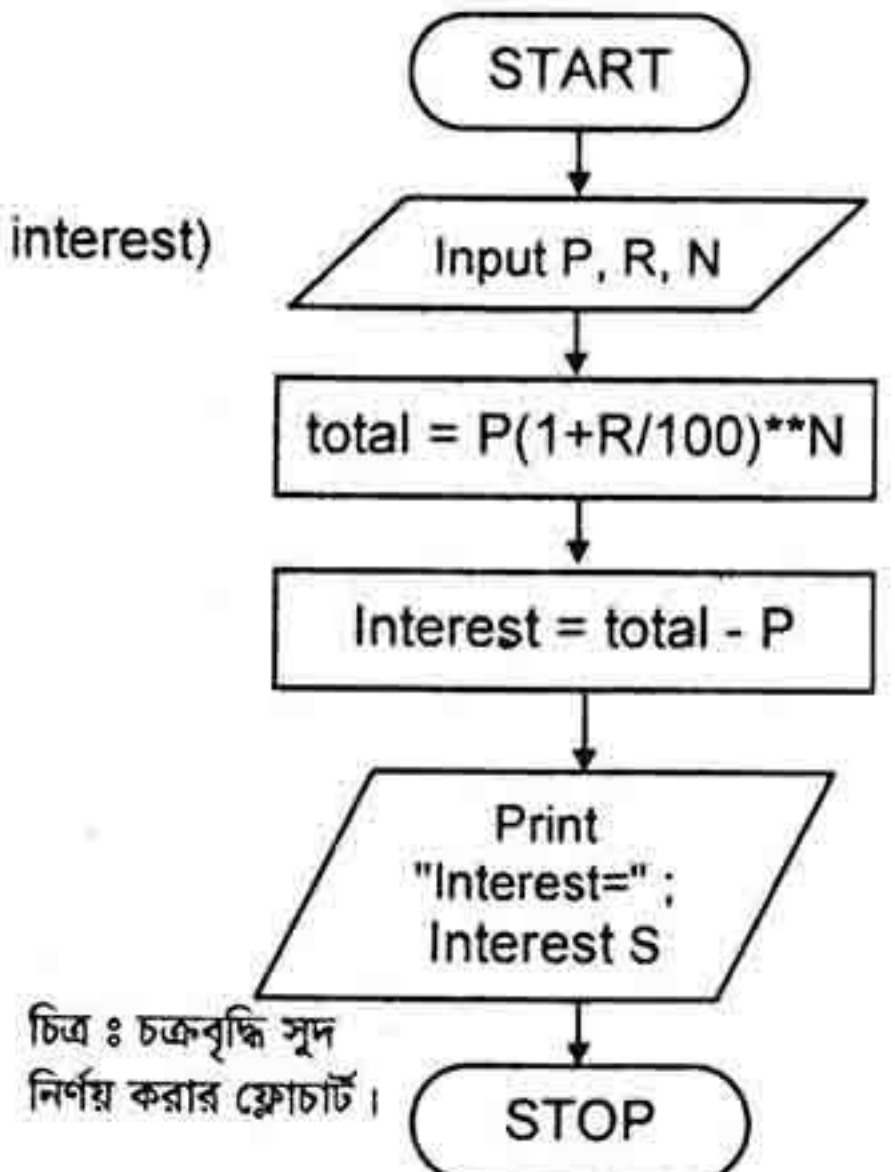 START
interest)
Input P, R, N
total = P(1+R/100)**N
Interest = total - P
Print
"Interest=" ;
Interest S
চিত্র ঃ চক্রবৃদ্ধি সুদ
নির্ণয় করার ফ্লোচার্ট।
STOP